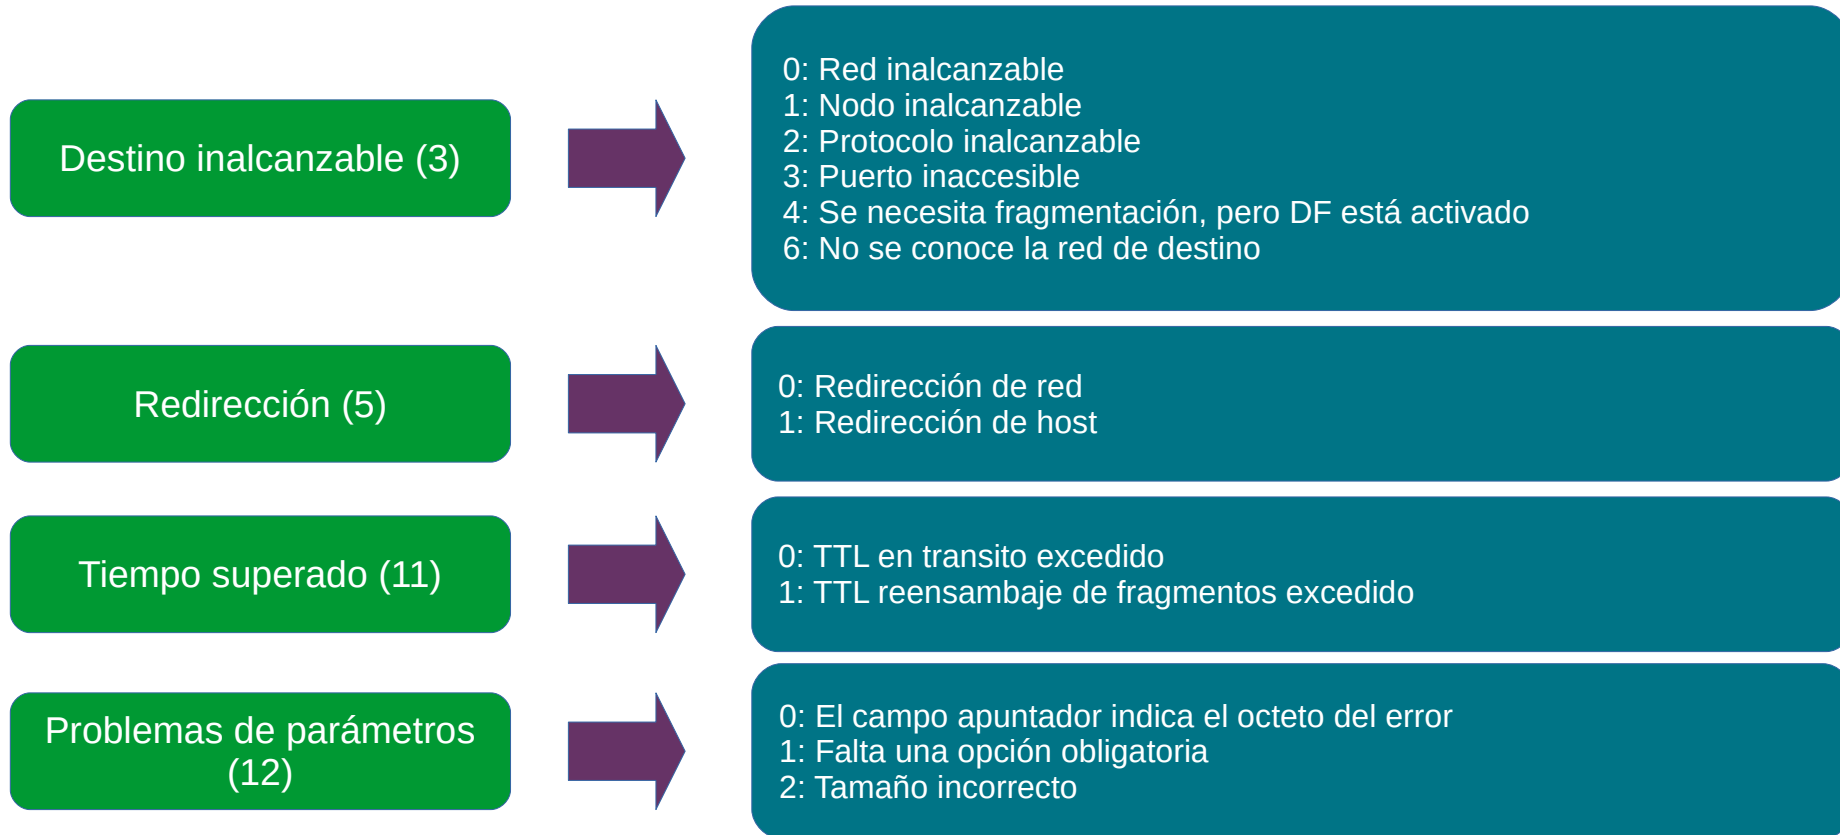 Destino inalcanzable (3)
0: Red inalcanzable
1: Nodo inalcanzable
2: Protocolo inalcanzable
3: Puerto inaccesible
4: Se necesita fragmentación, pero DF está activado
6: No se conoce la red de destino
Redirección (5)
0: Redirección de red
1: Redirección de host
Tiempo superado (11)
0: TTL en transito excedido
1: TTL reensambaje de fragmentos excedido
Problemas de parámetros
(12)
0: El campo apuntador indica el octeto del error
1: Falta una opción obligatoria
2: Tamaño incorrecto